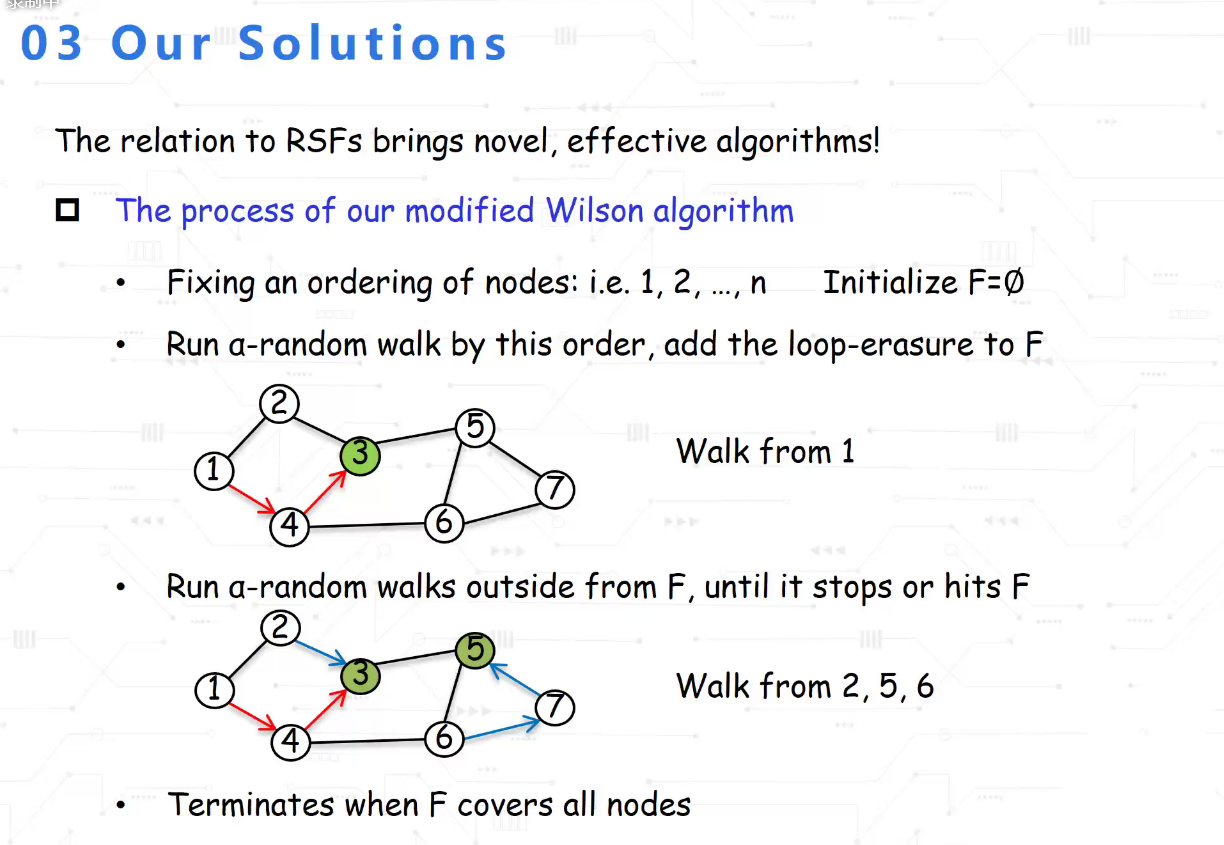 录制中
03 Our Solutions
The relation to RSFs brings novel, effective algorithms!
The process of our modified Wilson algorithm
• Fixing an ordering of nodes: i.e. 1, 2, …, n Initialize F=∅
• Run α-random walk by this order, add the loop-erasure to F
2
5
3
1
7
4
6
Walk from 1
• Run α-random walks outside from F, until it stops or hits F
2
5
3
1
7
4
6
Walk from 2, 5, 6
• Terminates when F covers all nodes